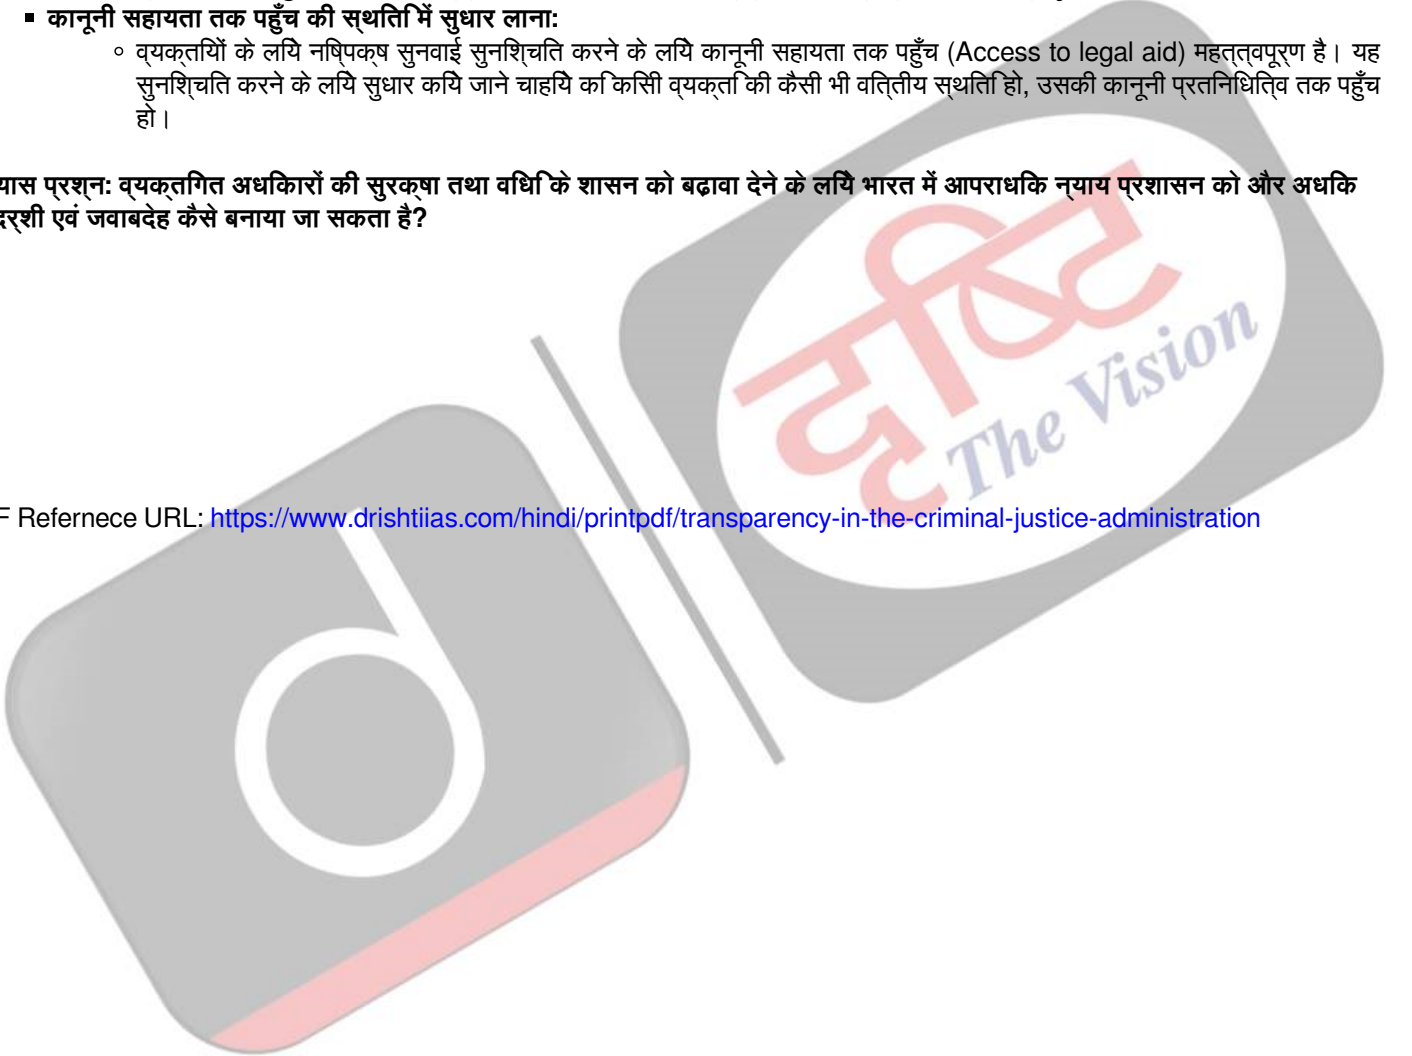 ▪ कानूनी सहायता तक पहुँच की स्थिति में सुधार लाना:
○ व्यक्तियों के लिये निष्पक्ष सुनवाई सुनिश्चित करने के लिये कानूनी सहायता तक पहुँच (Access to legal aid) महत्त्वपूर्ण है। यह
सुनिश्चित करने के लिये सुधार किये जाने चाहिये कि किसी व्यक्ति की कैसी भी वित्तीय स्थिति हो, उसकी कानूनी प्रतिनिधित्व तक पहुँच
हो।
यास प्रश्न: व्यक्तिगत अधिकारों की सुरक्षा तथा विधि के शासन को बढ़ावा देने के लिये भारत में आपराधिक न्याय प्रशासन को और अधिक
दर्शी एवं जवाबदेह कैसे बनाया जा सकता है?
दृष्टि
The Vision
F Refernece URL: https://www.drishtiias.com/hindi/printpdf/transparency-in-the-criminal-justice-administration